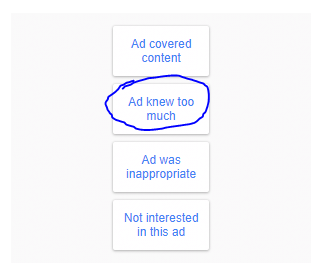 Ad covered
content
Ad knew too
much
Ad was
inappropriate
Not interested
in this ad